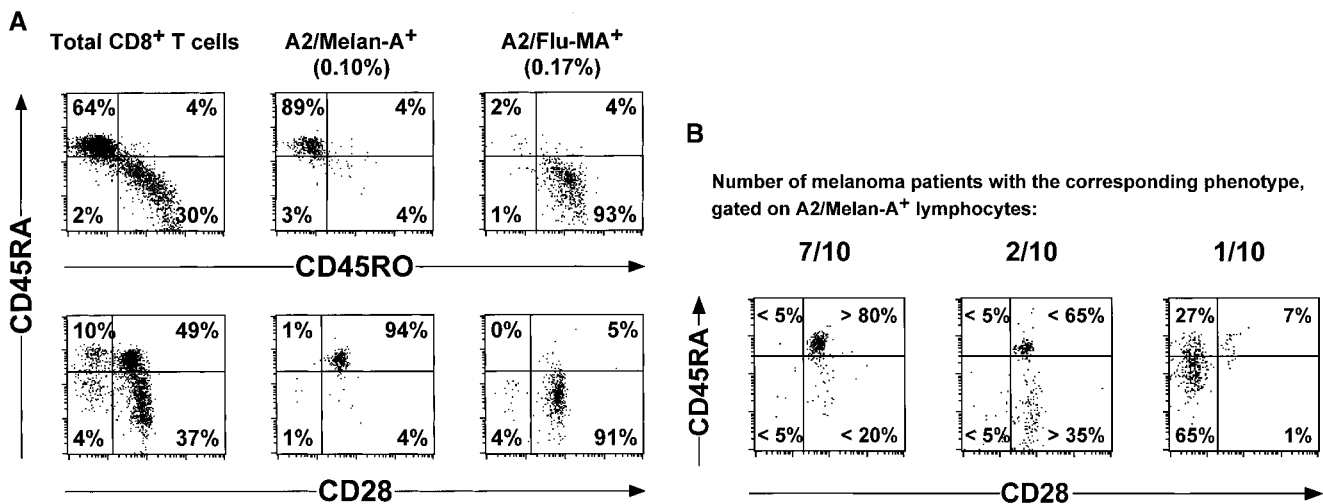 A
Total CD8+ T cells
A2/Melan-A+
(0.10%)
A2/Flu-MA+
(0.17%)
64% 4%
2% 30%
89% 4%
3% 4%
2% 4%
1% 93%
CD45RA
CD45RO
10% 49%
4% 37%
1% 94%
1% 4%
0% 5%
4% 91%
CD28
B
Number of melanoma patients with the corresponding phenotype,
gated on A2/Melan-A+ lymphocytes:
7/10
2/10
1/10
< 5% > 80%
< 5% < 20%
< 5% < 65%
< 5% > 35%
27% 7%
65% 1%
CD45RA
CD28